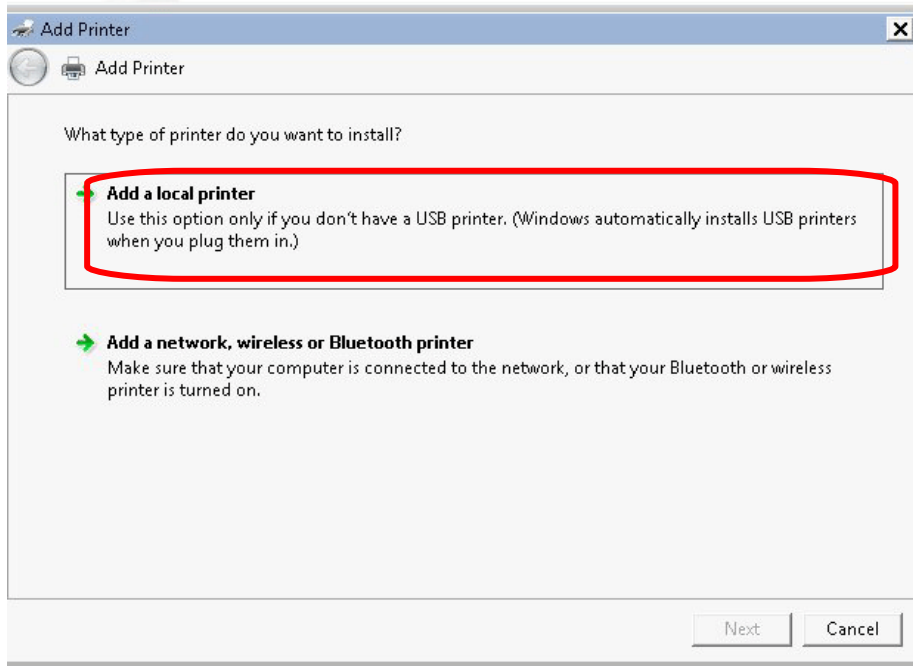 Add Printer
Add Printer
What type of printer do you want to install?
Add a local printer
Use this option only if you don't have a USB printer. (Windows automatically installs USB printers
when you plug them in.)
Add a network, wireless or Bluetooth printer
Make sure that your computer is connected to the network, or that your Bluetooth or wireless
printer is turned on.
Next Cancel